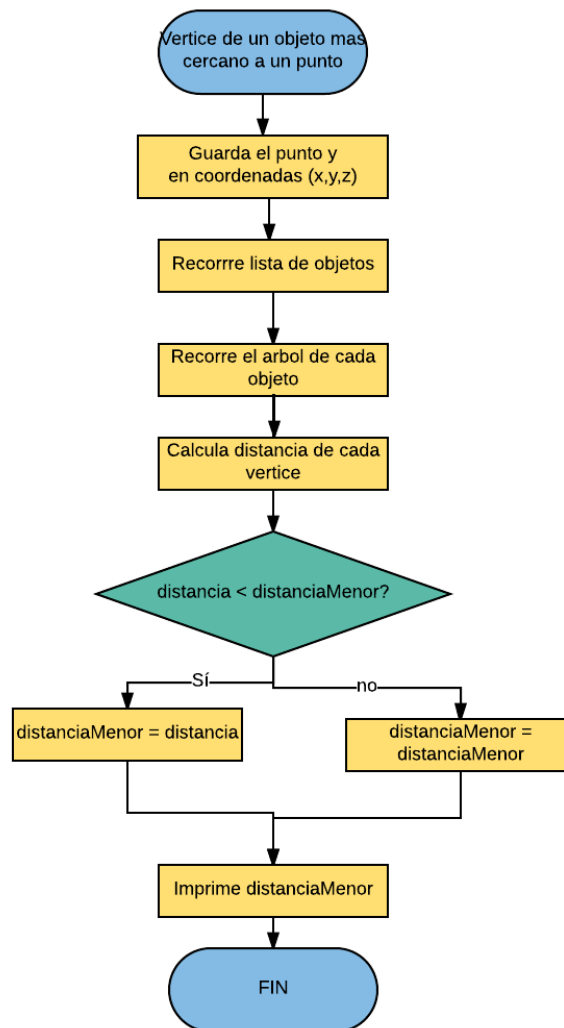 Vertice de un objeto mas
cercano a un punto
Guarda el punto y
en coordenadas (x,y,z)
Recorrre lista de objetos
Recorre el arbol de cada
objeto
Calcula distancia de cada
vertice
distancia < distanciaMenor?
Sí
no
distanciaMenor = distancia
distanciaMenor =
distanciaMenor
Imprime distanciaMenor
FIN